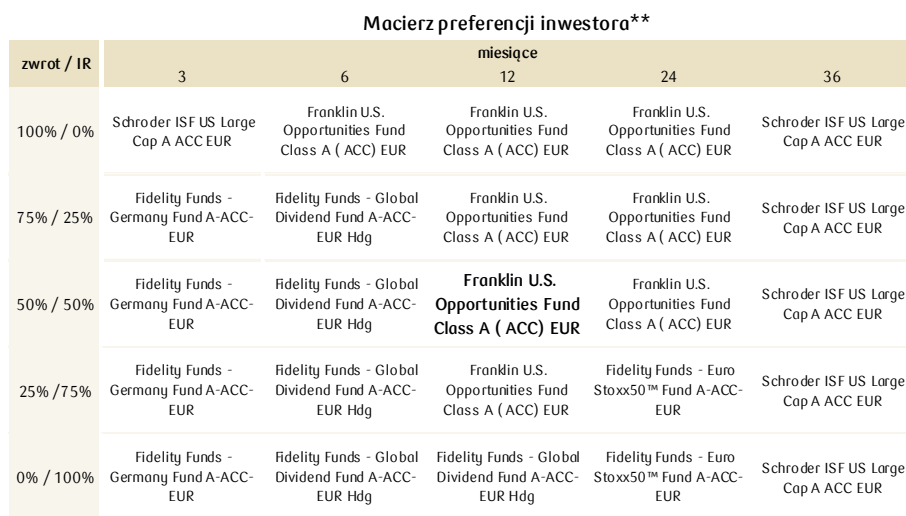 Macierz preferencji inwestora**
zwrot / IR
miesiące
3 6 12 24 36
100% / 0%
Schroder ISF US Large
Cap A ACC EUR
Franklin U.S.
Opportunities Fund
Class A ( ACC) EUR
Franklin U.S.
Opportunities Fund
Class A ( ACC) EUR
Franklin U.S.
Opportunities Fund
Class A ( ACC) EUR
Schroder ISF US Large
Cap A ACC EUR
75% / 25%
Fidelity Funds -
Germany Fund A-ACC-
EUR
Fidelity Funds - Global
Dividend Fund A-ACC-
EUR Hdg
Franklin U.S.
Opportunities Fund
Class A ( ACC) EUR
Franklin U.S.
Opportunities Fund
Class A ( ACC) EUR
Schroder ISF US Large
Cap A ACC EUR
50% / 50%
Fidelity Funds -
Germany Fund A-ACC-
EUR
Fidelity Funds - Global
Dividend Fund A-ACC-
EUR Hdg
Franklin U.S.
Opportunities Fund
Class A ( ACC) EUR
Franklin U.S.
Opportunities Fund
Class A ( ACC) EUR
Schroder ISF US Large
Cap A ACC EUR
25% /75%
Fidelity Funds -
Germany Fund A-ACC-
EUR
Fidelity Funds - Global
Dividend Fund A-ACC-
EUR Hdg
Franklin U.S.
Opportunities Fund
Class A ( ACC) EUR
Fidelity Funds - Euro
Stoxx50™ Fund A-ACC-
EUR
Schroder ISF US Large
Cap A ACC EUR
0% / 100%
Fidelity Funds -
Germany Fund A-ACC-
EUR
Fidelity Funds - Global
Dividend Fund A-ACC-
EUR Hdg
Fidelity Funds - Global
Dividend Fund A-ACC-
EUR Hdg
Fidelity Funds - Euro
Stoxx50™ Fund A-ACC-
EUR
Schroder ISF US Large
Cap A ACC EUR